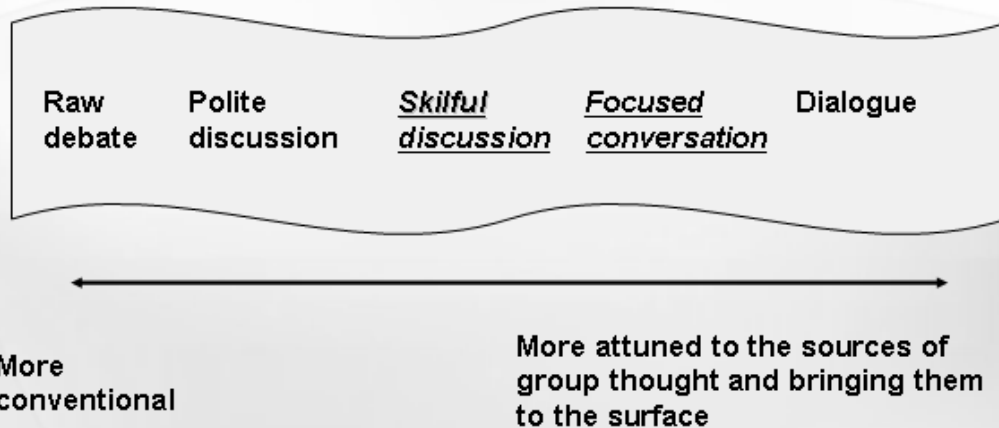 Raw debate
Polite discussion
Skilful discussion
Focused conversation
Dialogue
More conventional
More attuned to the sources of
group thought and bringing them
to the surface